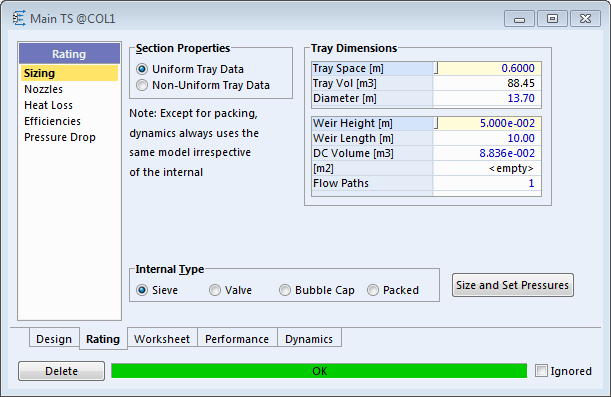 Main TS @COL1
Rating
Sizing
Nozzles
Heat Loss
Efficiencies
Pressure Drop
Section Properties
Uniform Tray Data
Non-Uniform Tray Data
Note: Except for packing,
dynamics always uses the
same model irrespective
of the internal
Tray Dimensions
Tray Space [m] 0.6000
Tray Vol [m3] 88.45
Diameter [m] 13.70
Weir Height [m] 5.000e-002
Weir Length [m] 10.00
DC Volume [m3] 8.836e-002
[m2] <empty>
Flow Paths 1
Internal Type
Sieve Valve Bubble Cap Packed
Size and Set Pressures
Design Rating Worksheet Performance Dynamics
Delete OK Ignored